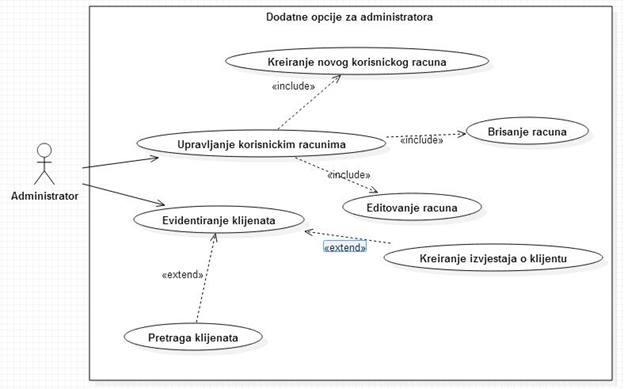 Dodatne opcije za administratora
Kreiranje novog korisnickog racuna
«include»
Upravljanje korisnickim racunima
«include»
Brisanje racuna
Administrator
«include»
Editovanje racuna
Evidentiranje klijenata
«extend»
Kreiranje izvjestaja o klijentu
«extend»
Pretraga klijenata